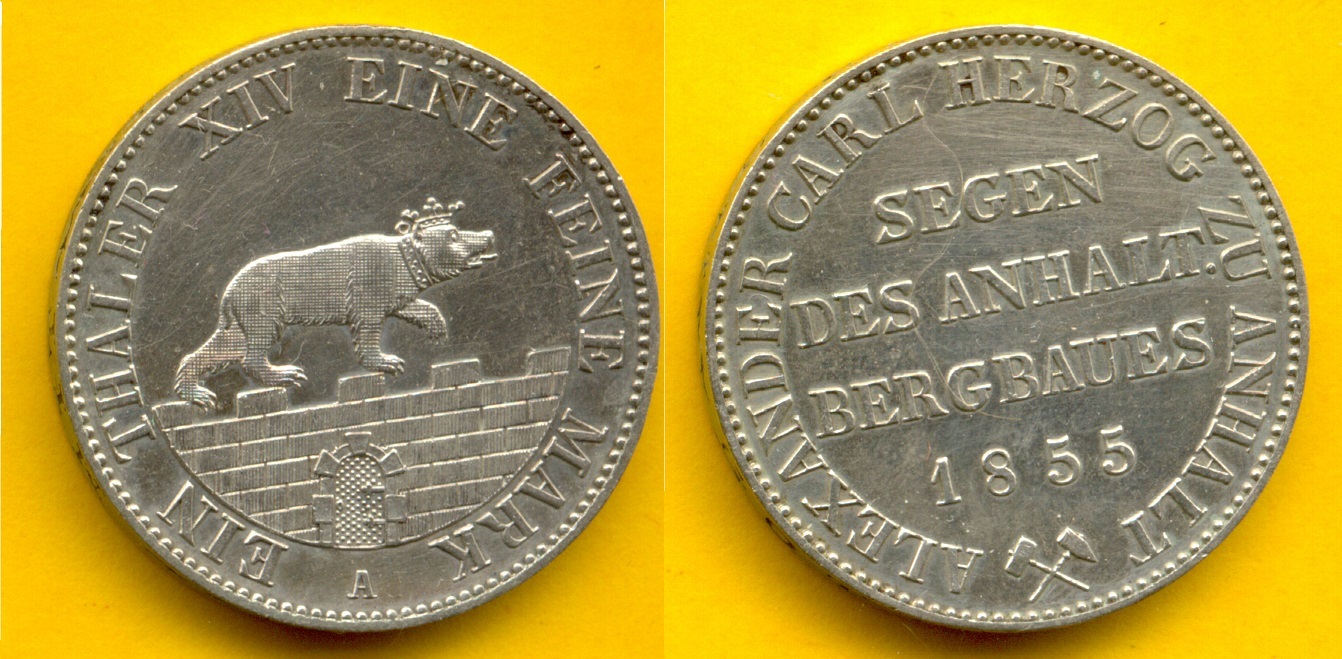 EIN THALER XIV EINE FEINE MARK
A
ALEXANDER CARL HERZOG ZU ANHALT
SEGEN
DES ANHALT.
BERGBAUES
1855